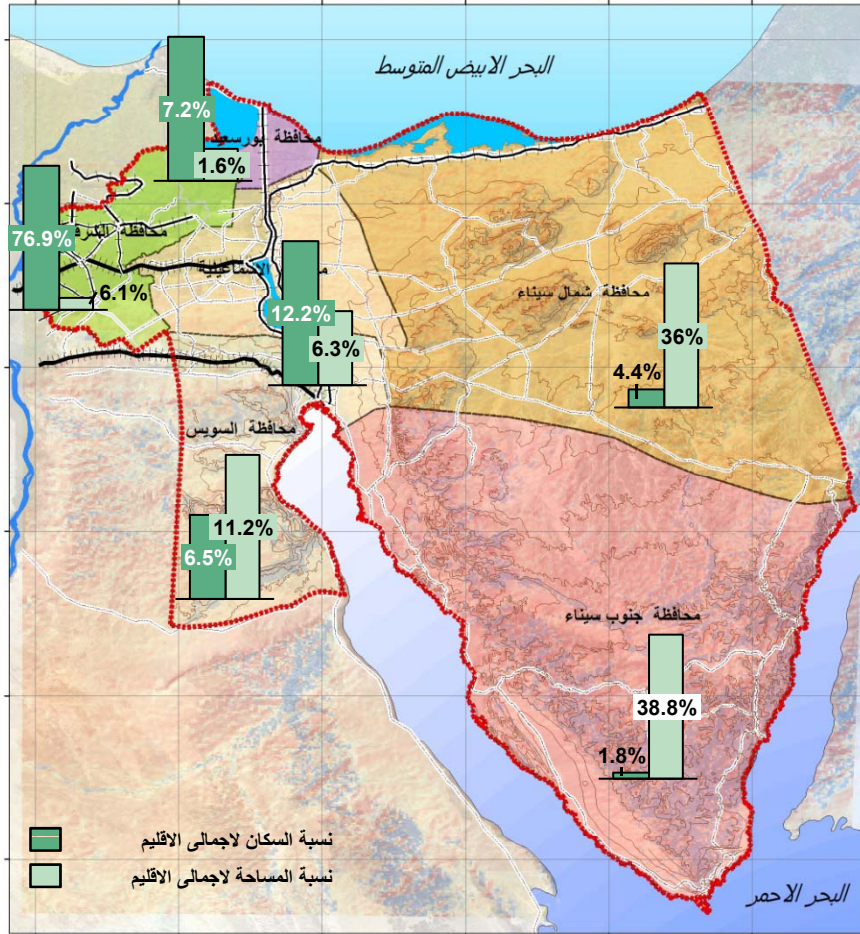 البحر الابيض المتوسط
7.2%
محافظة بورسعيد
1.6%
76.9%
محافظة
6.1%
الاسماعيلية
12.2%
6.3%
محافظة شمال سيناء
36%
4.4%
محافظة السويس
11.2%
6.5%
محافظة جنوب سيناء
38.8%
1.8%
نسبة السكان لاجمالى الاقليم
نسبة المساحة لاجمالى الاقليم
البحر الاحمر